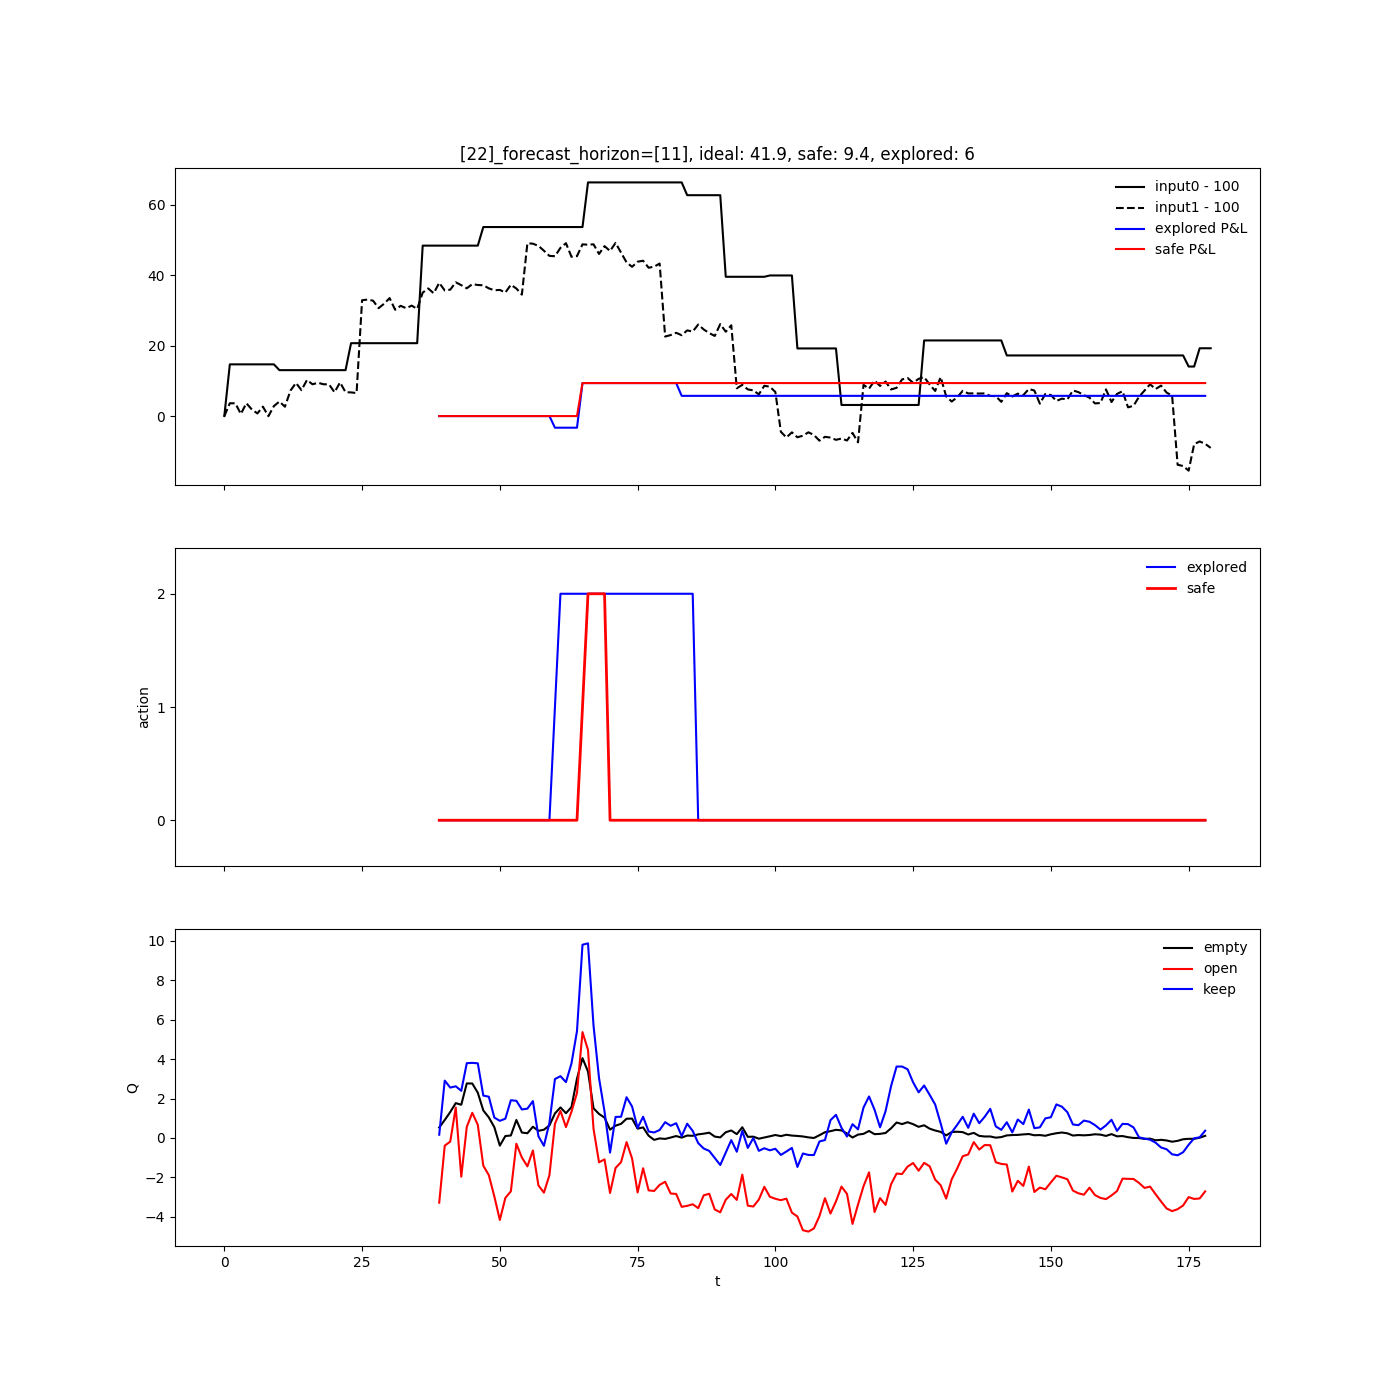 [22]_forecast_horizon=[11], ideal: 41.9, safe: 9.4, explored: 6
60
40
20
0
input0 - 100
input1 - 100
explored P&L
safe P&L
action
2
1
0
explored
safe
Q
10
8
6
4
2
0
−2
−4
empty
open
keep
0 25 50 75 100 125 150 175
t